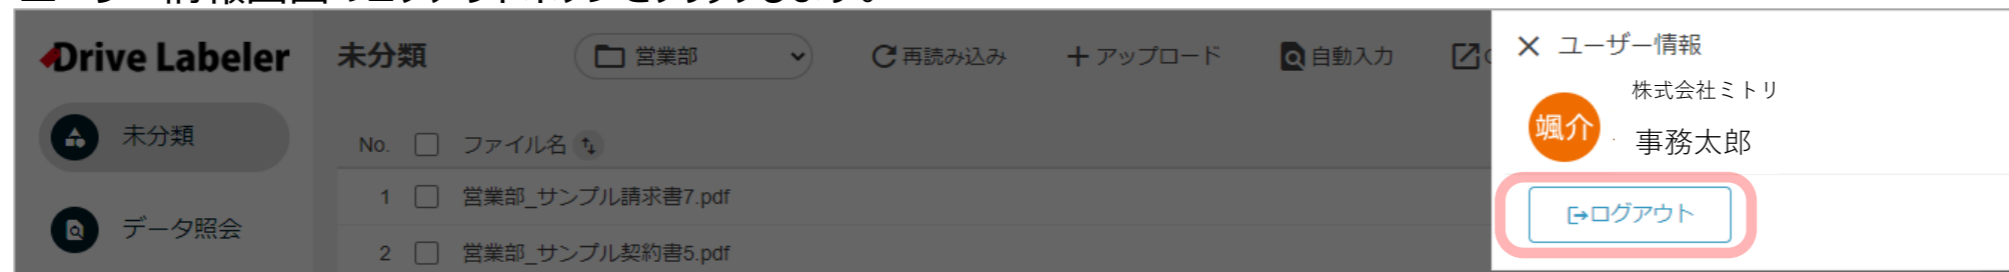 Drive Labeler
未分類
営業部
再読み込み
アップロード
自動入力
未分類
データ照会
No. ファイル名
1 営業部_サンプル請求書7.pdf
2 営業部_サンプル契約書5.pdf
ユーザー情報
株式会社ミトリ
颯介
事務太郎
ログアウト